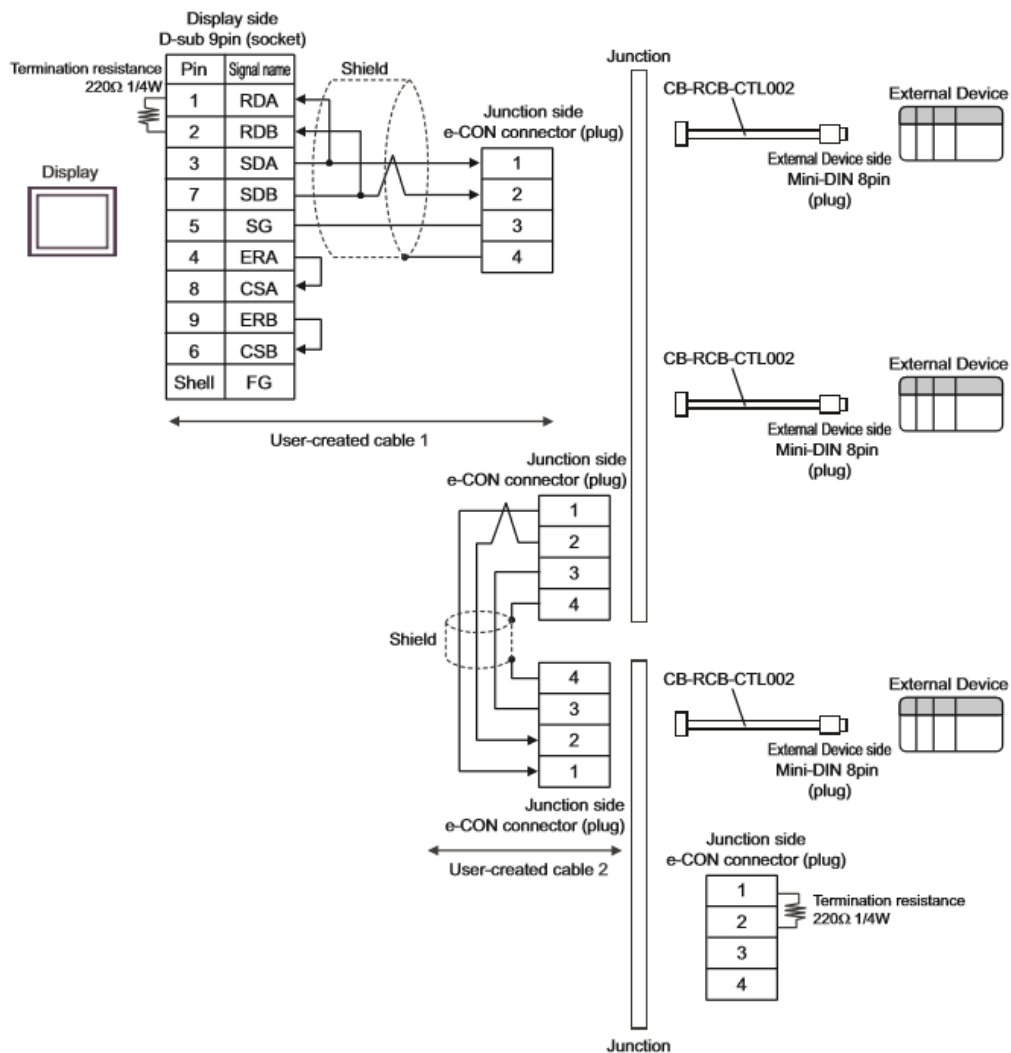 Display side
D-sub 9pin (socket)
Termination resistance
220Ω 1/4W
Pin Signal name
1 RDA
2 RDB
3 SDA
7 SDB
5 SG
4 ERA
8 CSA
9 ERB
6 CSB
Shell FG
Display
Shield
Junction side
e-CON connector (plug)
1
2
3
4
User-created cable 1
Junction
CB-RCB-CTL002
External Device
External Device side
Mini-DIN 8pin
(plug)
CB-RCB-CTL002
External Device
External Device side
Mini-DIN 8pin
(plug)
Junction side
e-CON connector (plug)
1
2
3
4
Shield
4
3
2
1
Junction side
e-CON connector (plug)
User-created cable 2
CB-RCB-CTL002
External Device
External Device side
Mini-DIN 8pin
(plug)
Junction side
e-CON connector (plug)
1
2
3
4
Termination resistance
220Ω 1/4W
Junction